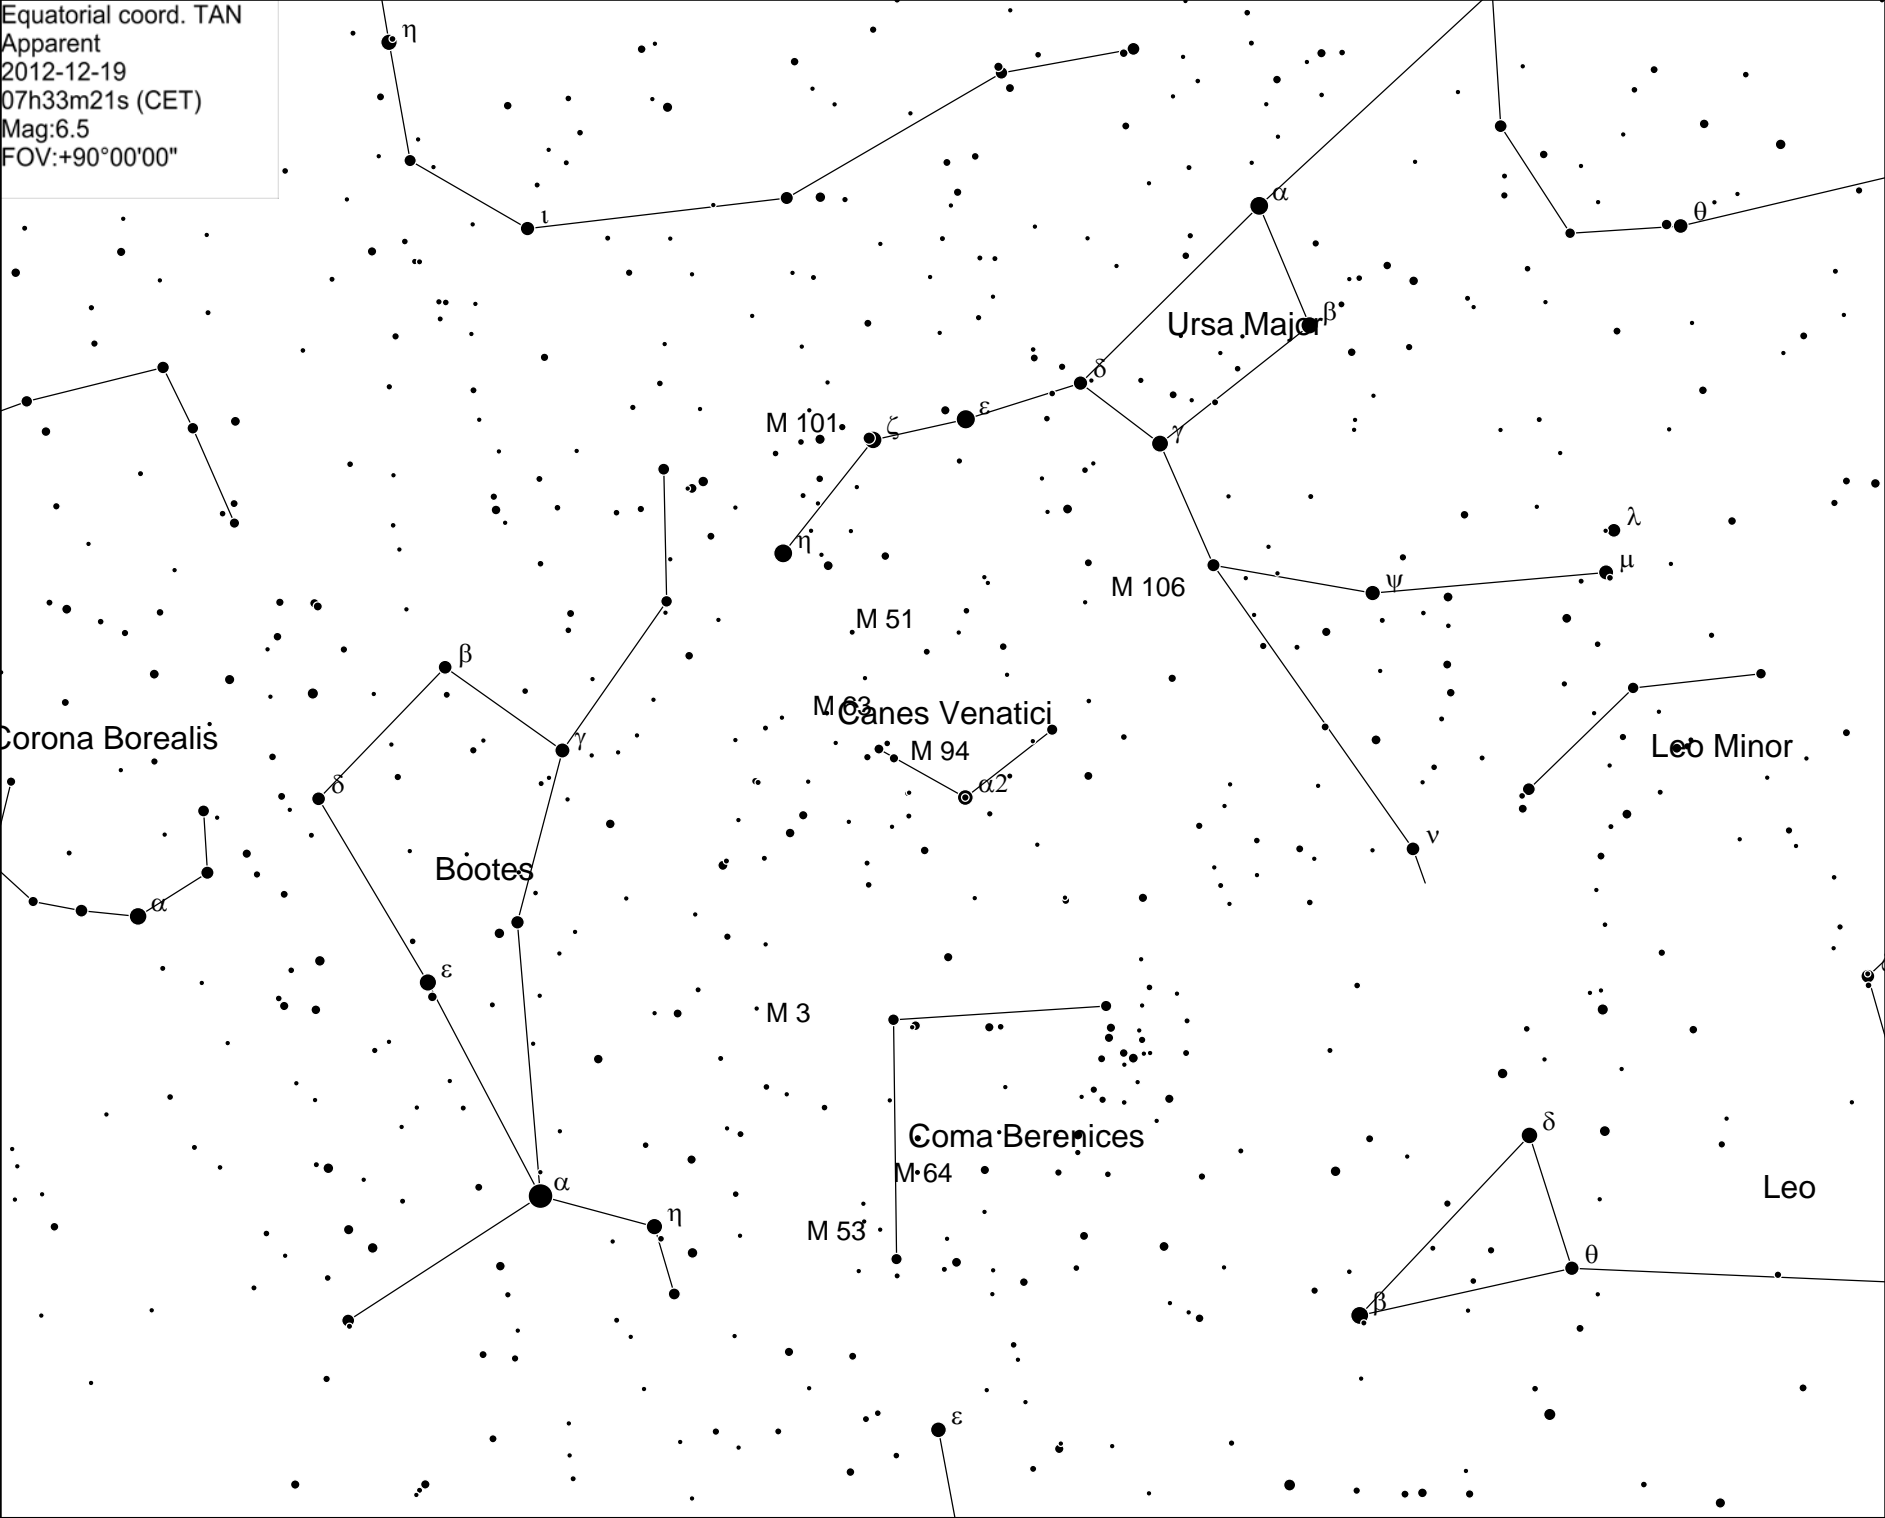 Equatorial coord. TAN
Apparent
2012-12-19
07h33m21s (CET)
Mag:6.5
FOV:+90°00'00"
η
ι
α
θ
Ursa Major
β
δ
M 101
ζ
ε
γ
η
λ
μ
M 106
ψ
M 51
β
M 63
Canes Venatici
Corona Borealis
γ
M 94
Leo Minor
δ
α2
ν
Bootes
α
ε
M 3
δ
Coma Berenices
M 64
α
Leo
η
M 53
θ
β
ε